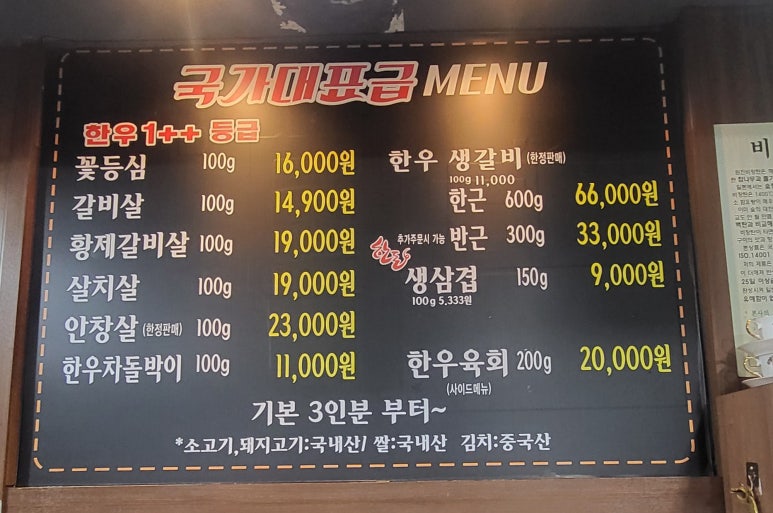 국가대표급 MENU
한우 1++ 등급
꽃등심 100g 16,000원
갈비살 100g 14,900원
황제갈비살 100g 19,000원
살치살 100g 19,000원
안창살 (한정판매) 100g 23,000원
한우차돌박이 100g 11,000원
한우 생갈비 (한정판매)
100g 11,000
한근 600g 66,000원
추가주문시 가능 반근 300g 33,000원
한돈
생삼겹 150g 9,000원
100g 5,333원
한우육회 200g 20,000원
(사이드메뉴)
기본 3인분 부터~
*소고기,돼지고기:국내산/ 쌀:국내산 김치:중국산
비
ISO.14001